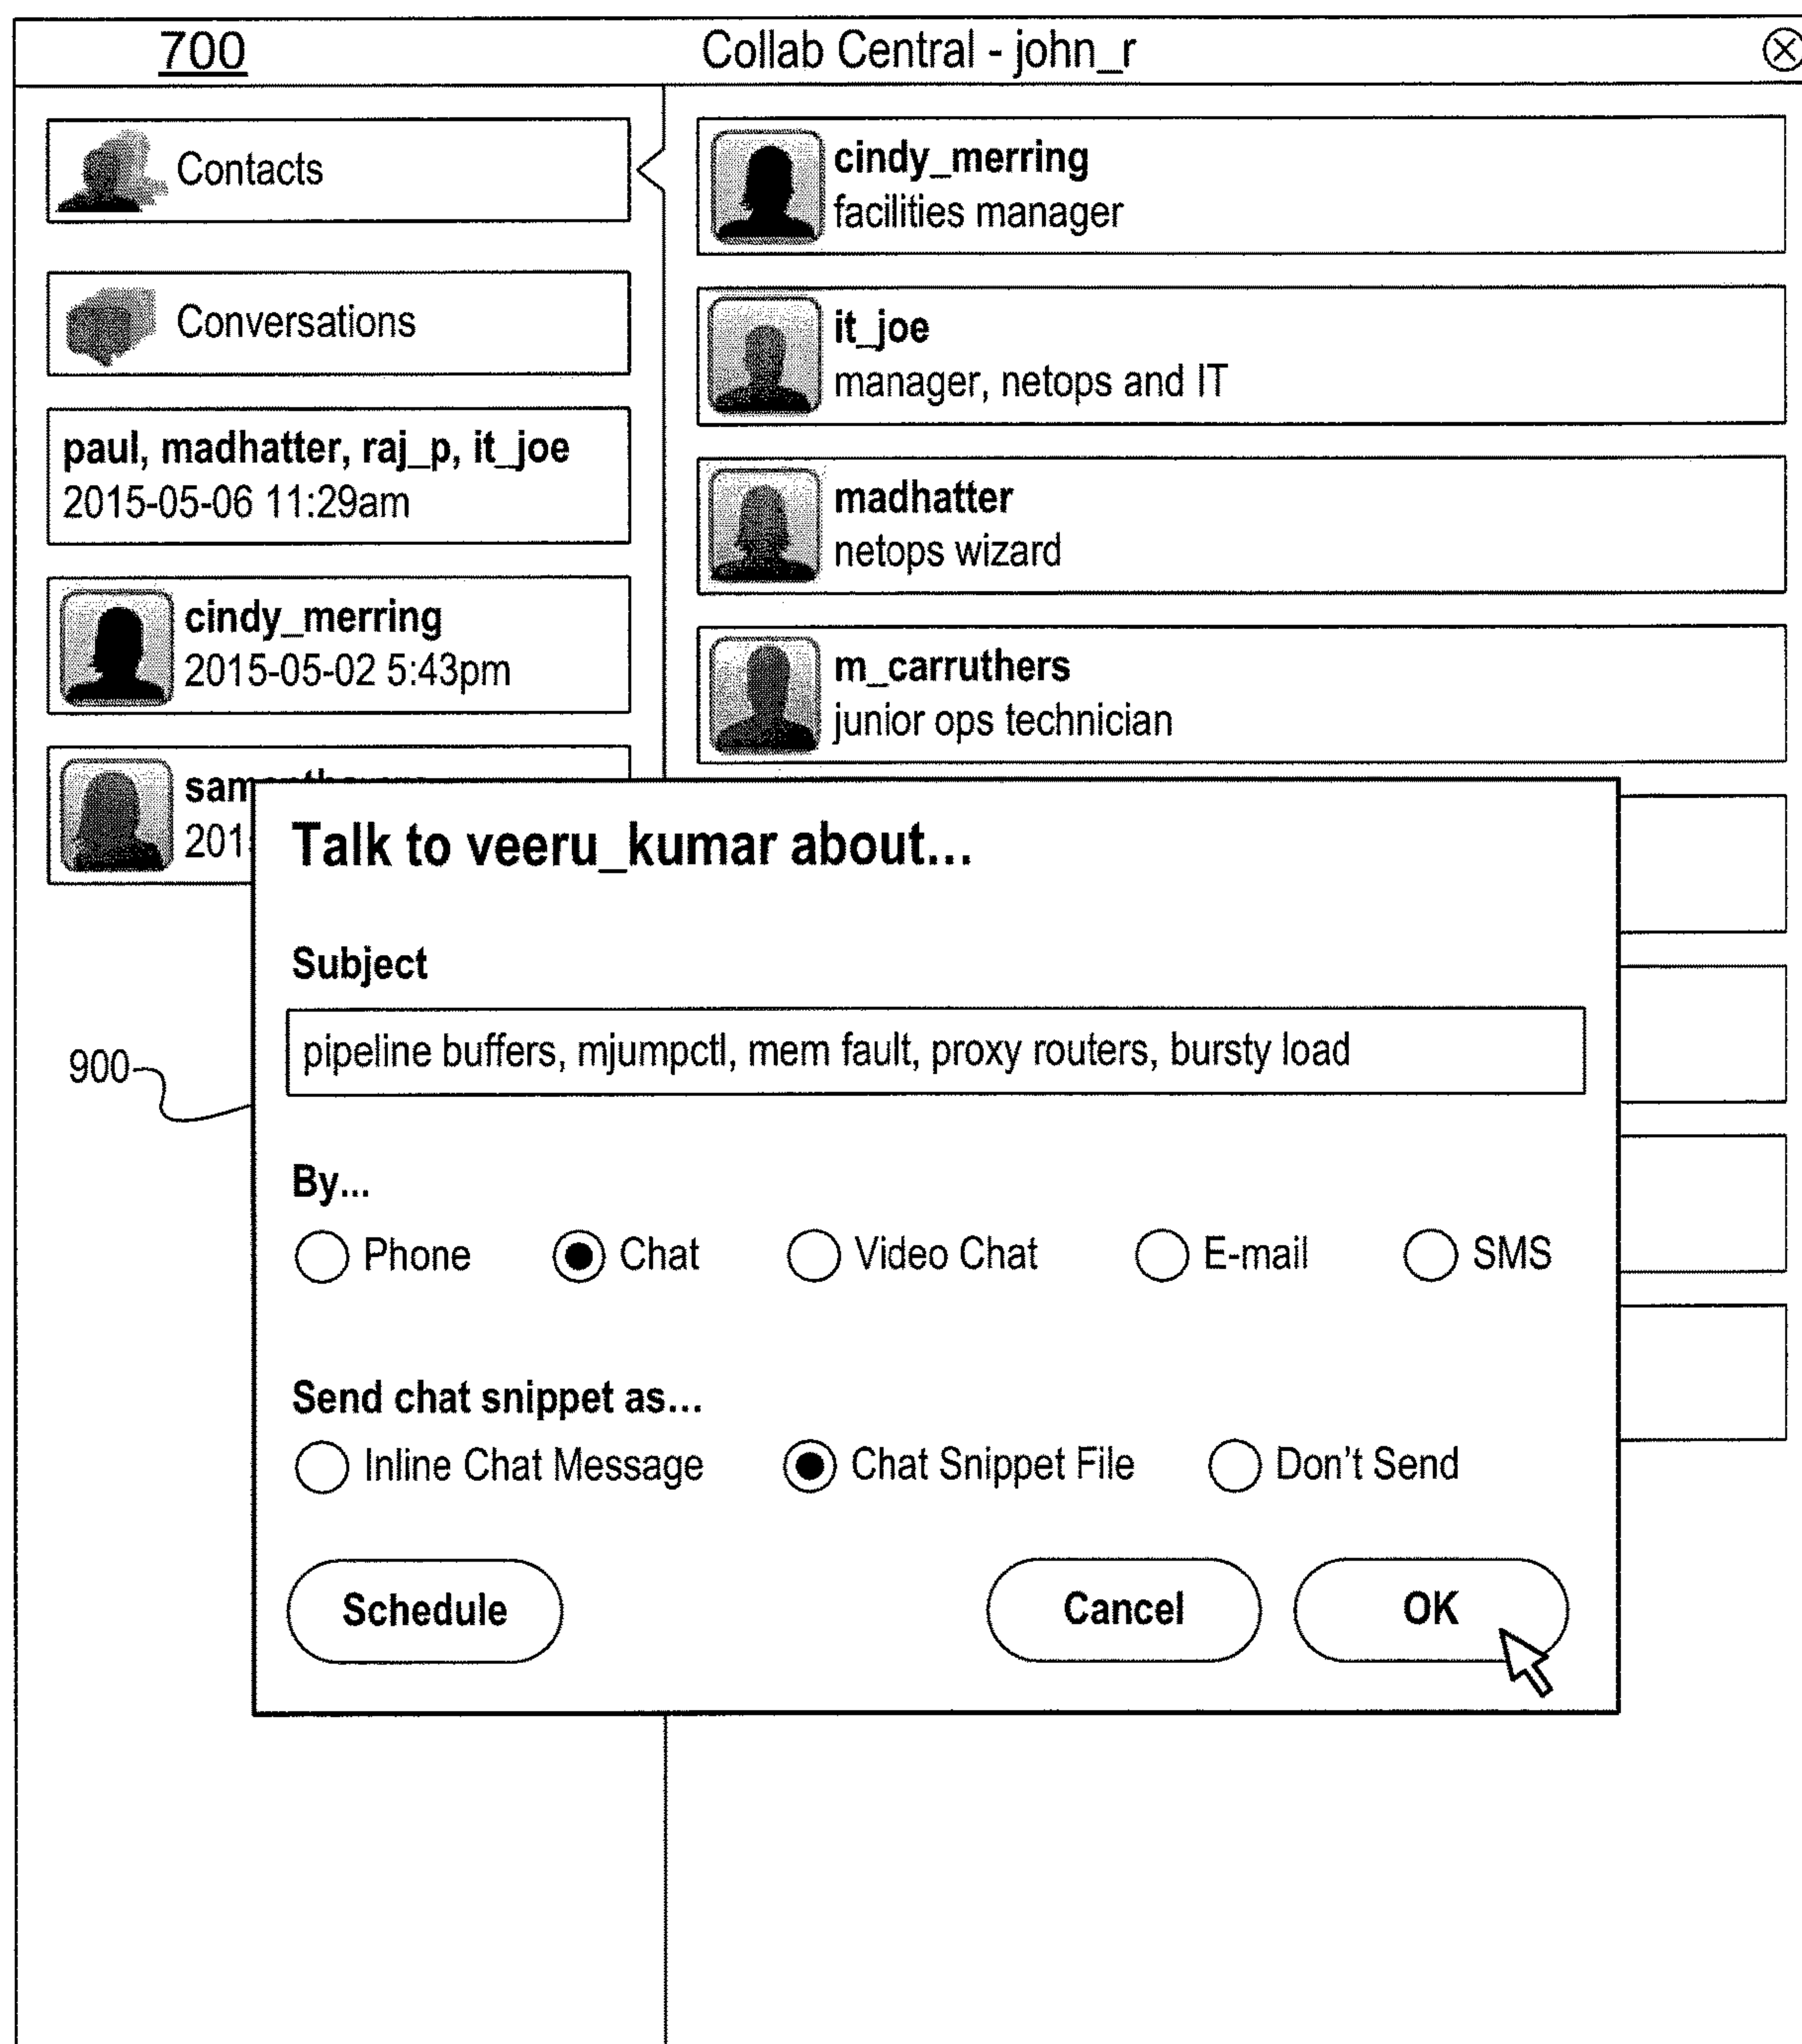 700
Collab Central - john_r
Contacts
Conversations
paul, madhatter, raj_p, it_joe
2015-05-06 11:29am
cindy_merring
2015-05-02 5:43pm
cindy_merring
facilities manager
it_joe
manager, netops and IT
madhatter
netops wizard
m_carruthers
junior ops technician
900
Talk to veeru_kumar about...
Subject
pipeline buffers, mjumpctl, mem fault, proxy routers, bursty load
By...
Phone Chat Video Chat E-mail SMS
Send chat snippet as...
Inline Chat Message Chat Snippet File Don't Send
Schedule Cancel OK